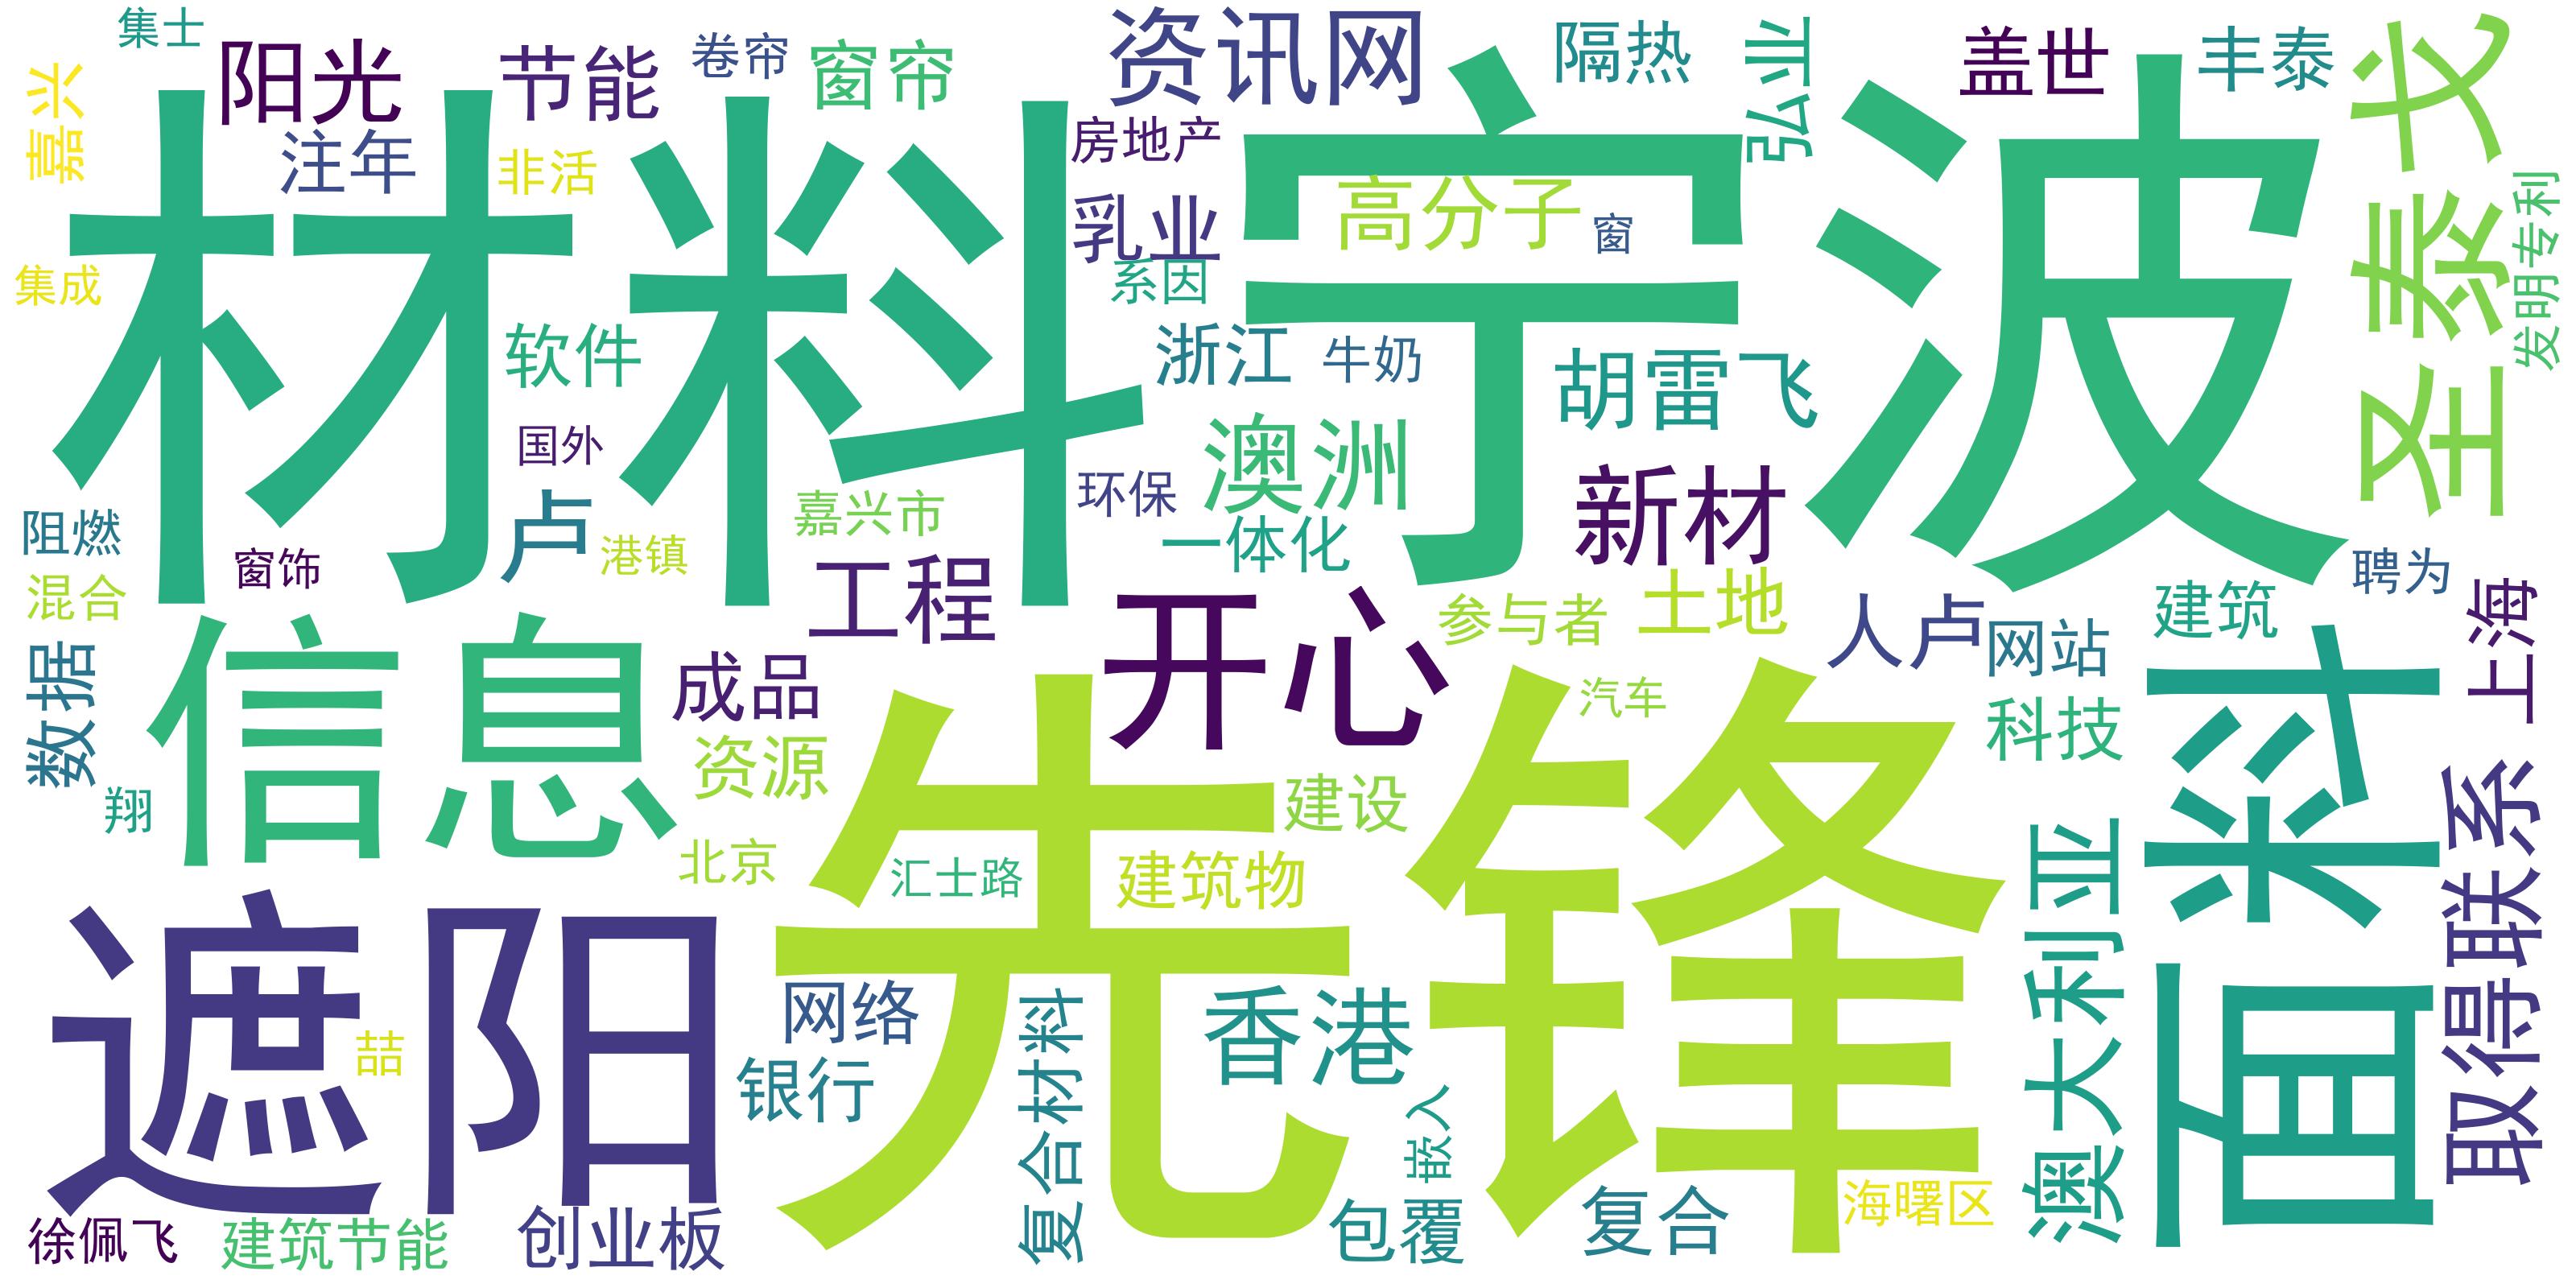 集士
阳光
节能
卷帘
窗帘
资讯网
隔热
弘业
盖世
丰泰
圣泰戈
嘉兴
注年
非活
房地产
材料
宁波
乳业
高分子
窗
发明专利
集成
系因
软件
浙江
牛奶
胡雷飞
国外
澳洲
环保
新材
阻燃
卢
嘉兴市
一体化
窗饰
港镇
工程
聘为
混合
开心
参与者
土地
人卢
建筑
上海
信息
网站
数据
成品
汽车
科技
面料
资源
先锋
建设
翔
北京
汇士路
建筑物
取得联系
澳大利亚
遮阳
网络
香港
复合材料
喆
银行
嵌入
徐佩飞
建筑节能
创业板
包覆
复合
海曙区